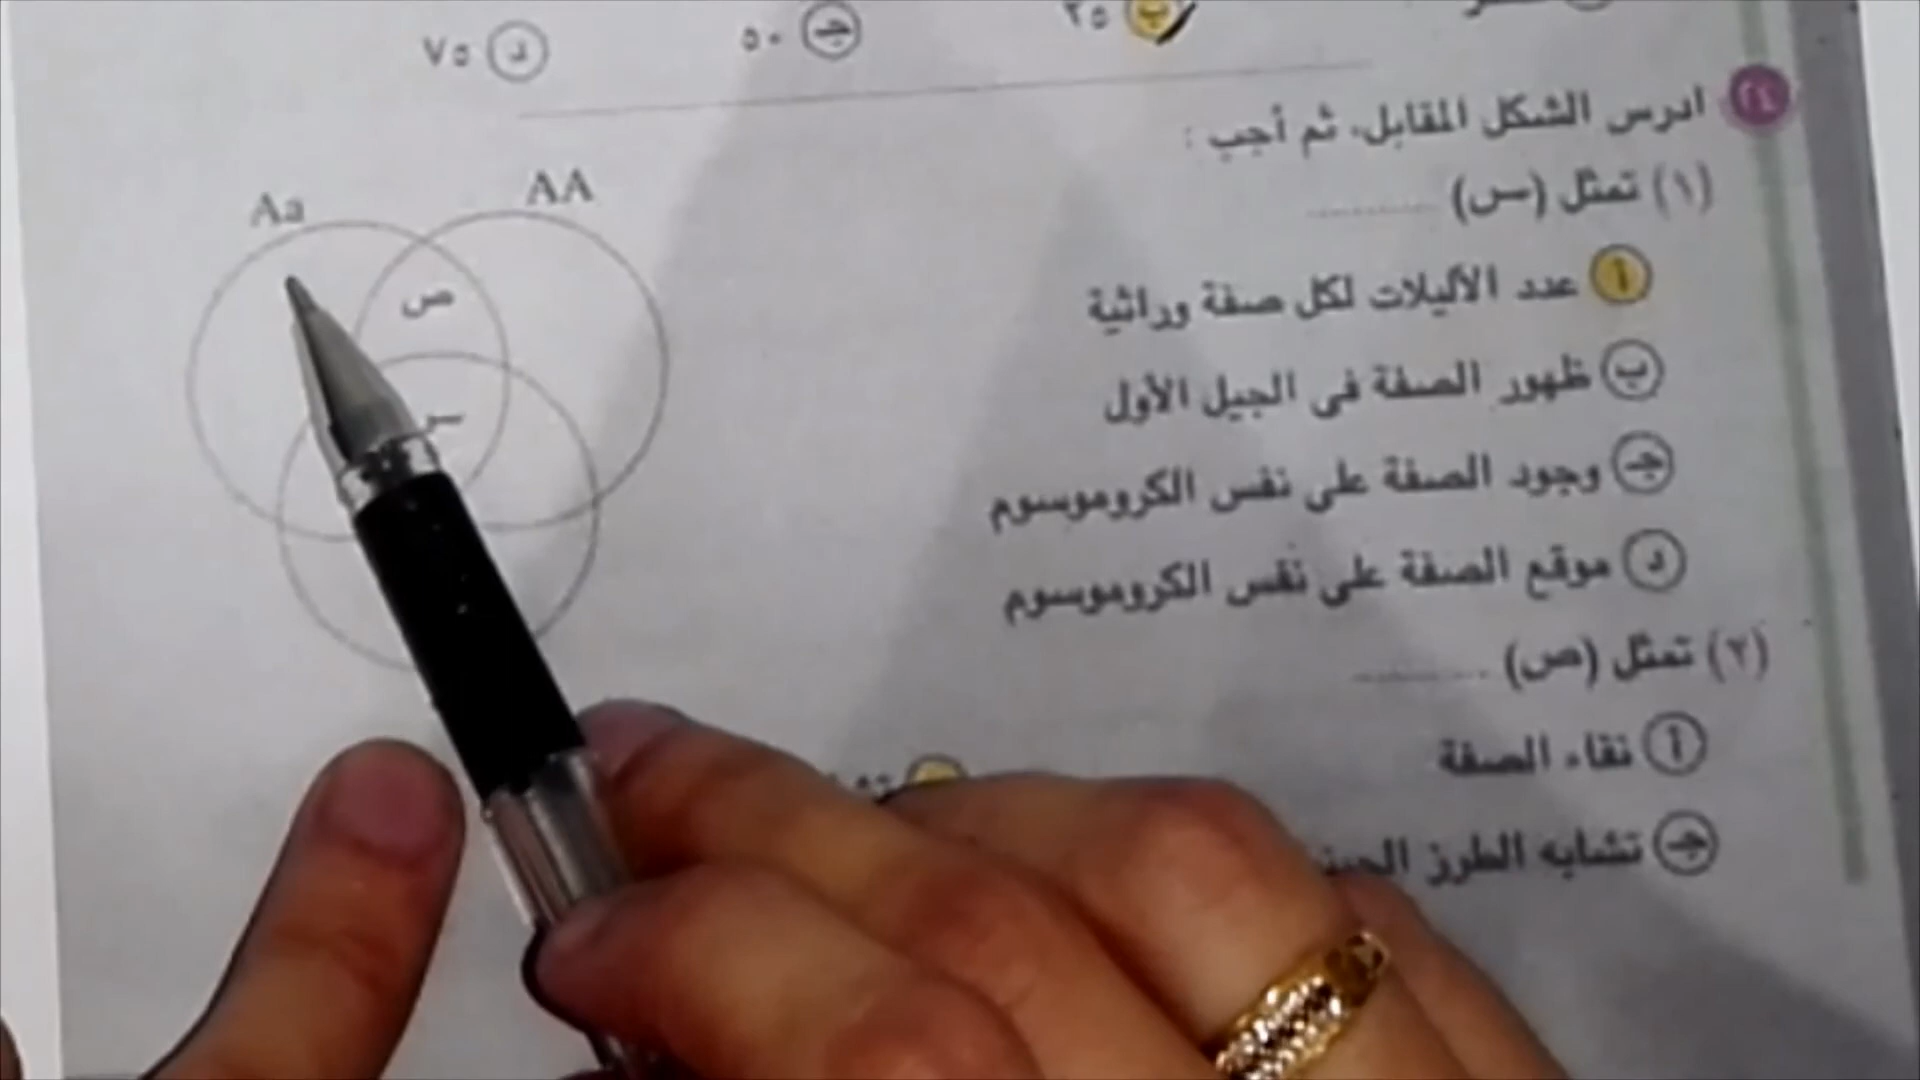 ب ٢٥
ج ٥٠
د ٧٥
٢٤ ادرس الشكل المقابل، ثم أجب :
(١) تمثل (س) ..........
أ عدد الأليلات لكل صفة وراثية
ب ظهور الصفة فى الجيل الأول
ج وجود الصفة على نفس الكروموسوم
د موقع الصفة على نفس الكروموسوم
(٢) تمثل (ص) ..........
أ نقاء الصفة
ج تشابه الطرز
Aa
AA
ص
س